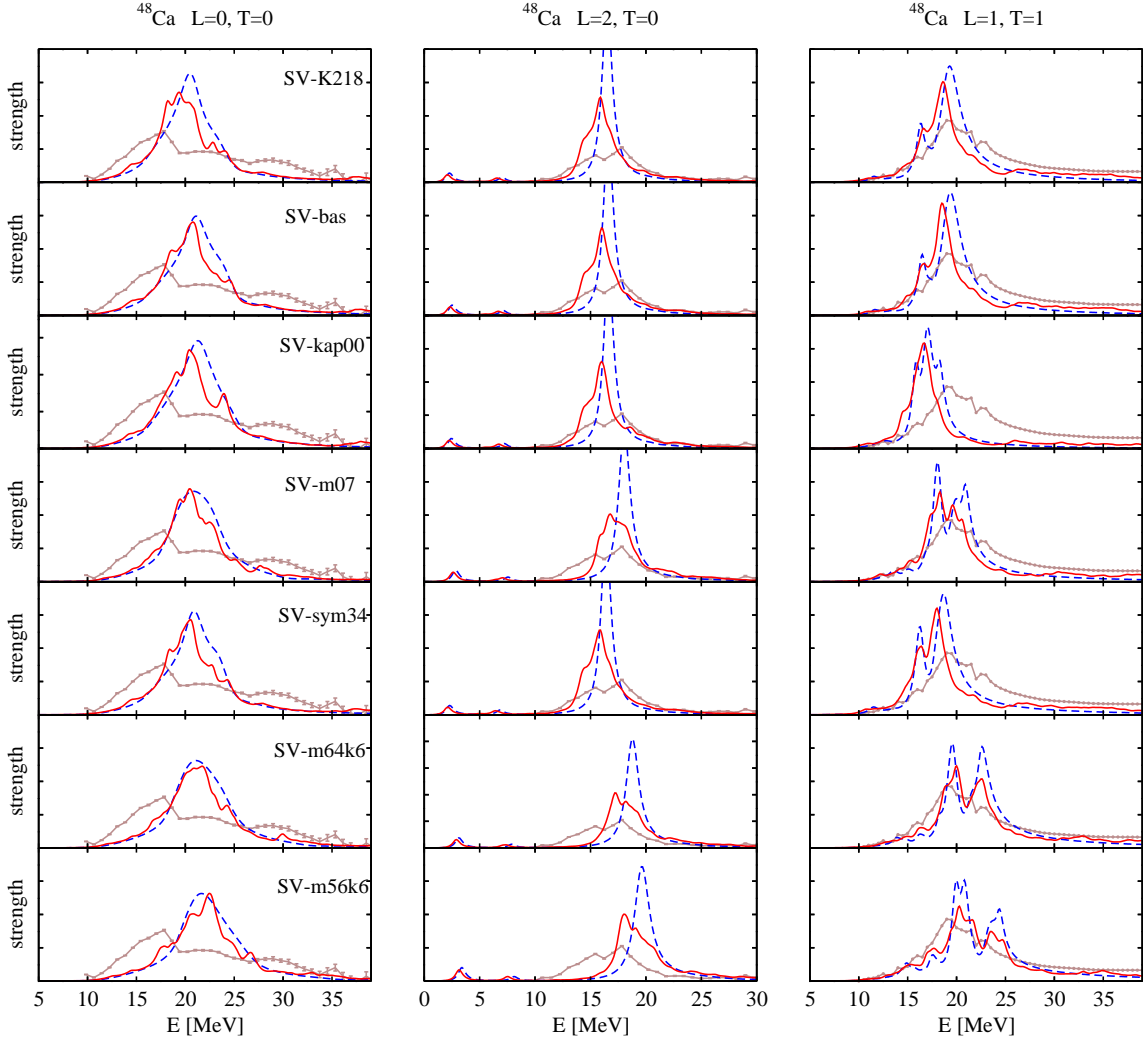 ⁴⁸Ca L=0, T=0
⁴⁸Ca L=2, T=0
⁴⁸Ca L=1, T=1
strength
SV-K218
strength
SV-bas
strength
SV-kap00
strength
SV-m07
strength
SV-sym34
strength
SV-m64k6
strength
SV-m56k6
5 10 15 20 25 30 35
0 5 10 15 20 25 30
5 10 15 20 25 30 35
E [MeV]
E [MeV]
E [MeV]